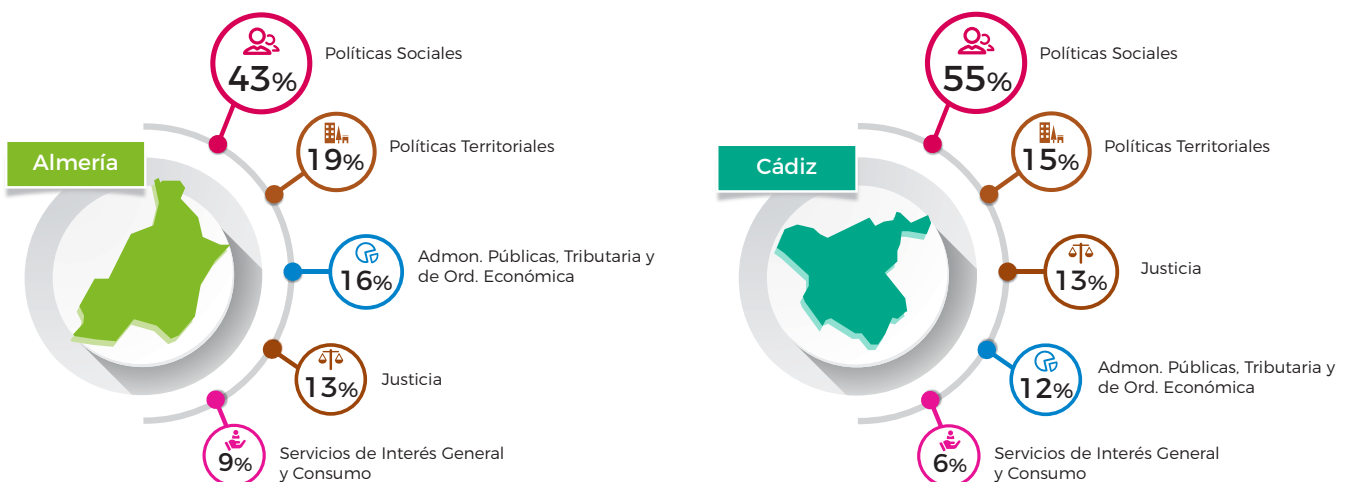 Almería
43%
Políticas Sociales
19%
Políticas Territoriales
16%
Admon. Públicas, Tributaria y
de Ord. Económica
13%
Justicia
9%
Servicios de Interés General
y Consumo
Cádiz
55%
Políticas Sociales
15%
Políticas Territoriales
13%
Justicia
12%
Admon. Públicas, Tributaria y
de Ord. Económica
6%
Servicios de Interés General
y Consumo